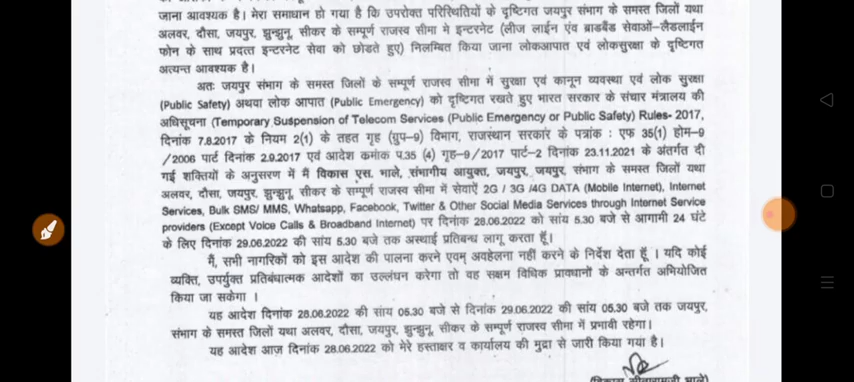 जाना आवश्यक है। मेरा समाधान हो गया है कि उपरोक्त परिस्थितियों के दृष्टिगत जयपुर संभाग के समस्त जिलों यथा
अलवर, दौसा, जयपुर, झुन्झुनू, सीकर के सम्पूर्ण राजस्व सीमा मे इन्टरनेट (लीज लाईन एंव ब्राडबैंड सेवाओं-लैडलाईन
फोन के साथ प्रदत्त इन्टरनेट सेवा को छोडते हुए) निलम्बित किया जाना लोकआपात एवं लोकसुरक्षा के दृष्टिगत
अत्यन्त आवश्यक है।
अतः जयपुर संभाग के समस्त जिलों के सम्पूर्ण राजस्व सीमा में सुरक्षा एवं कानून व्यवस्था एवं लोक सुरक्षा
(Public Safety) अथवा लोक आपात (Public Emergency) को दृष्टिगत रखते हुए भारत सरकार के संचार मंत्रालय की
अधिसूचना (Temporary Suspension of Telecom Services (Public Emergency or Public Safety) Rules- 2017,
दिनांक 7.8.2017 के नियम 2(1) के तहत गृह (ग्रुप-9) विभाग, राजस्थान सरकार के पत्रांक : एफ 35(1) होम-9
/2006 पार्ट दिनांक 2.9.2017 एवं आदेश कमांक प.35 (4) गृह-9/2017 पार्ट-2 दिनांक 23.11.2021 के अंतर्गत दी
गई शक्तियों के अनुसरण में मैं विकास एस. भाले, संभागीय आयुक्त, जयपुर, जयपुर, संभाग के समस्त जिलों यथा
अलवर, दौसा, जयपुर, झुन्झुनू, सीकर के सम्पूर्ण राजस्व सीमा में सेवाऐं 2G / 3G /4G DATA (Mobile Internet), Internet
Services, Bulk SMS/ MMS, Whatsapp, Facebook, Twitter & Other Social Media Services through Internet Service
providers (Except Voice Calls & Broadband Internet) पर दिनांक 28.06.2022 को सांय 5.30 बजे से आगामी 24 घंटे
के लिए दिनांक 29.06.2022 की सांय 5.30 बजे तक अस्थाई प्रतिबन्ध लागू करता हूँ।
मैं, सभी नागरिकों को इस आदेश की पालना करने एवम् अवहेलना नहीं करने के निर्देश देता हूँ । यदि कोई
व्यक्ति, उपर्युक्त प्रतिबंधात्मक आदेशों का उल्लंघन करेगा तो वह सक्षम विधिक प्रावधानों के अन्तर्गत अभियोजित
किया जा सकेगा ।
यह आदेश दिनांक 28.06.2022 की सांय 05.30 बजे से दिनांक 29.06.2022 की सांय 05.30 बजे तक जयपुर,
संभाग के समस्त जिलों यथा अलवर, दौसा, जयपुर, झुन्झुनू, सीकर के सम्पूर्ण राजस्व सीमा में प्रभावी रहेगा।
यह आदेश आज दिनांक 28.06.2022 को मेरे हस्ताक्षर व कार्यालय की मुद्रा से जारी किया गया है।